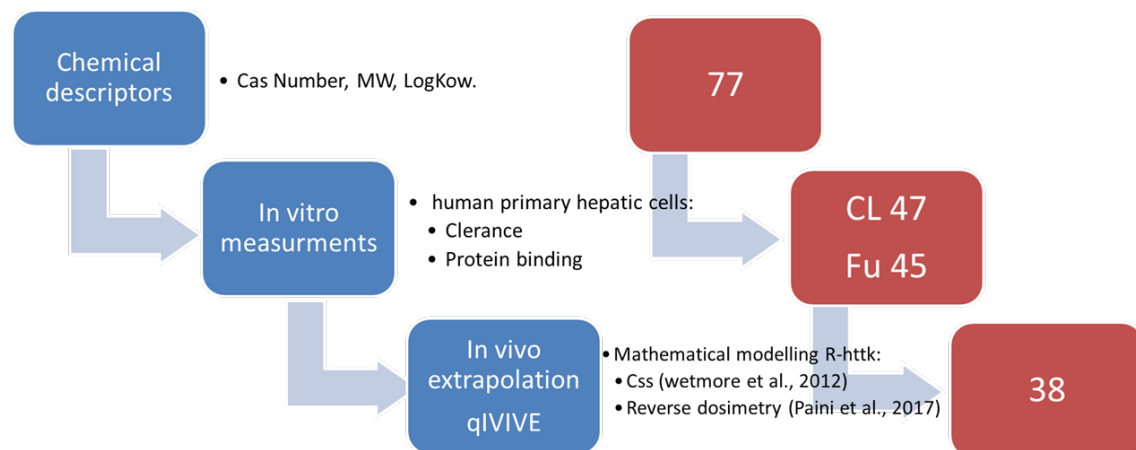 Chemical
descriptors
• Cas Number, MW, LogKow.
77
In vitro
measurments
• human primary hepatic cells:
• Clerance
• Protein binding
CL 47
Fu 45
In vivo
extrapolation
qIVIVE
• Mathematical modelling R-httk:
• Css (wetmore et al., 2012)
• Reverse dosimetry (Paini et al., 2017)
38